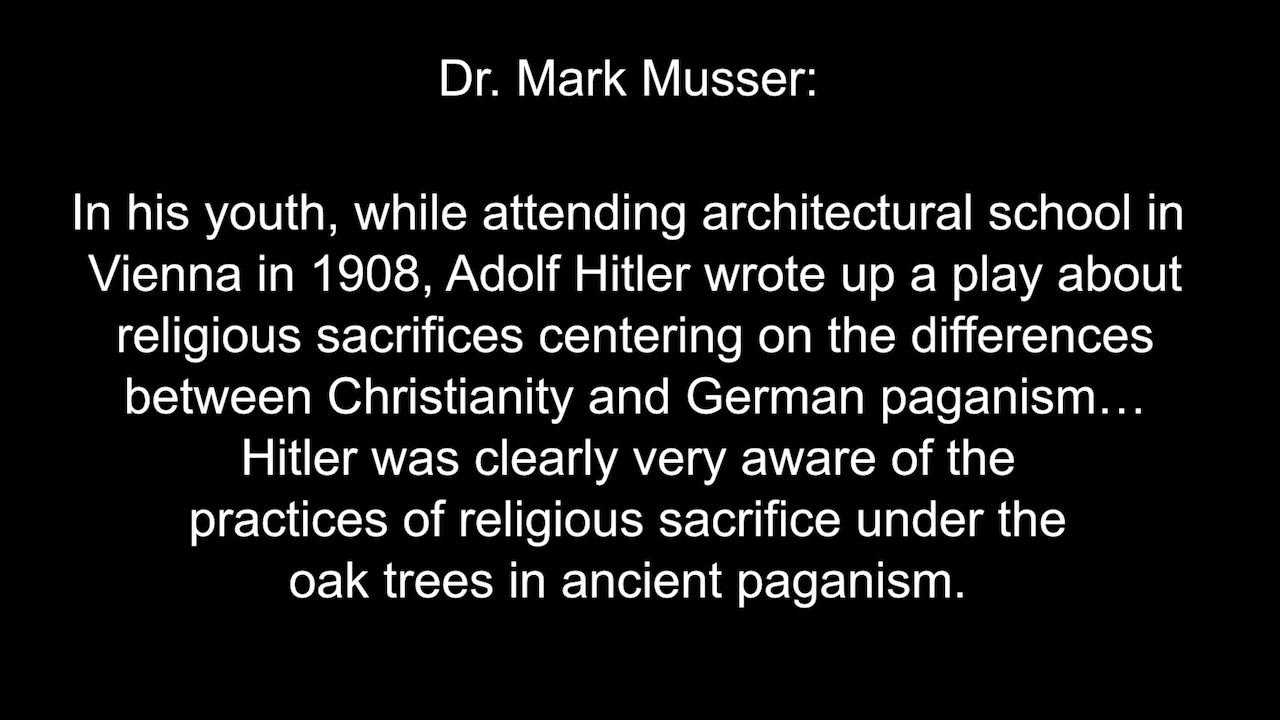 Dr. Mark Musser:
In his youth, while attending architectural school in
Vienna in 1908, Adolf Hitler wrote up a play about
religious sacrifices centering on the differences
between Christianity and German paganism…
Hitler was clearly very aware of the
practices of religious sacrifice under the
oak trees in ancient paganism.